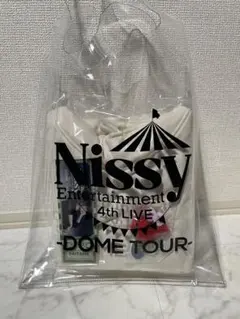 Nissy
Entertainment
4th LIVE
-DOME TOUR-